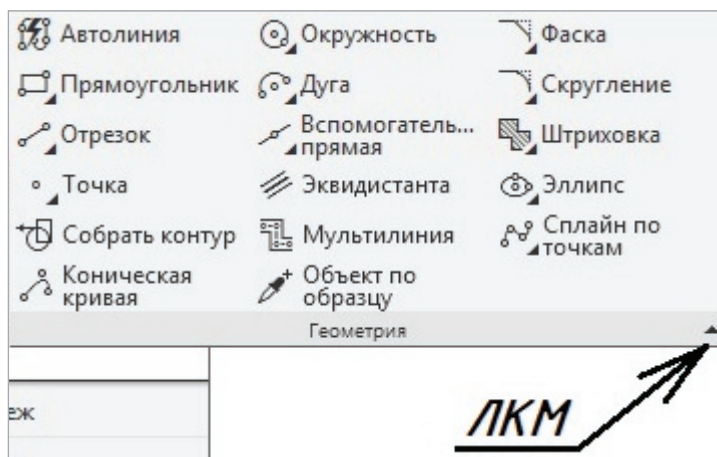 Автолиния
Окружность
Фаска
Прямоугольник
Дуга
Скругление
Отрезок
Вспомогатель...
прямая
Штриховка
Точка
Эквидистанта
Эллипс
Собрать контур
Мультилиния
Сплайн по
точкам
Коническая
кривая
Объект по
образцу
Геометрия
еж
ЛКМ